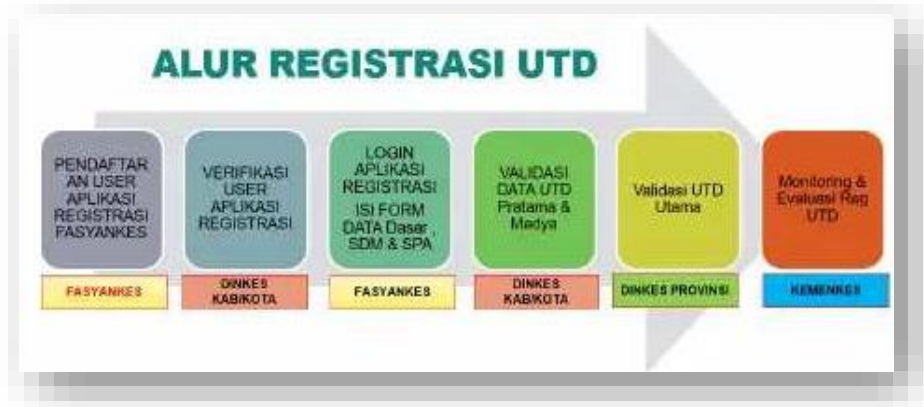 ALUR REGISTRASI UTD
PENDAFTAR
AN USER
APLIKASI
REGISTRASI
FASYANKES
FASYANKES
VERIFIKASI
USER
APLIKASI
REGISTRASI
DINKES
KAB/KOTA
LOGIN
APLIKASI
REGISTRASI
ISI FORM
DATA Dasar ,
SDM & SPA
FASYANKES
VALIDASI
DATA UTD
Pratama &
Madya
DINKES
KAB/KOTA
Validasi UTD
Utama
DINKES PROVINSI
Monitoring &
Evaluasi Reg
UTD
KEMENKES